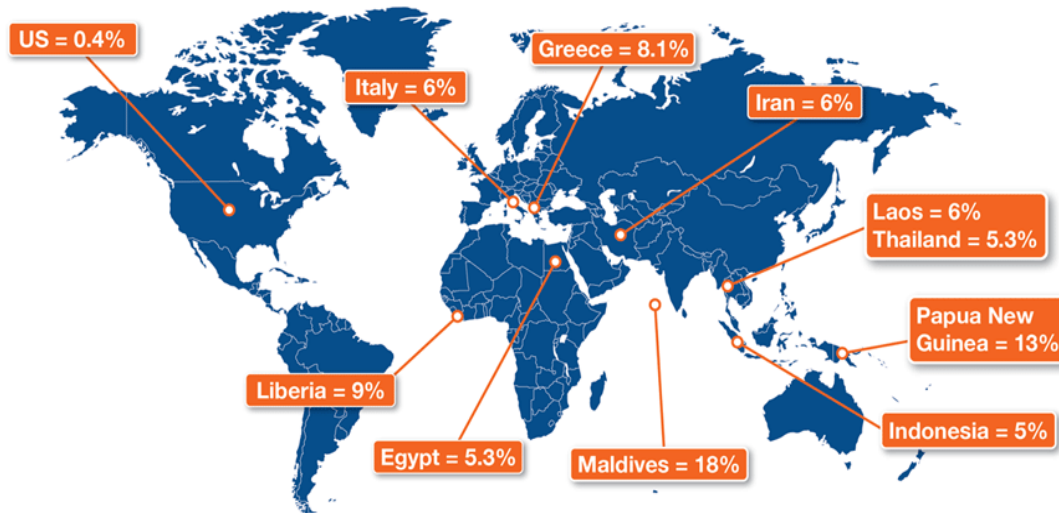 US = 0.4%
Greece = 8.1%
Italy = 6%
Iran = 6%
Laos = 6%
Thailand = 5.3%
Papua New
Guinea = 13%
Liberia = 9%
Indonesia = 5%
Egypt = 5.3%
Maldives = 18%